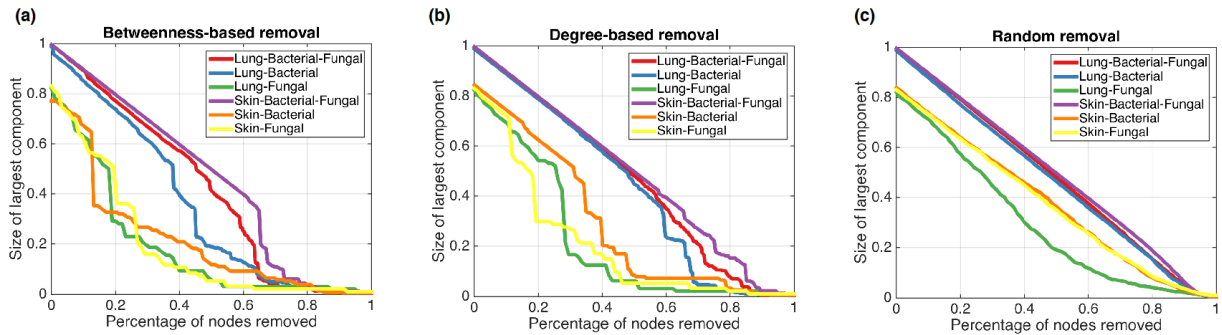 (a)
Betweenness-based removal
Size of largest component
1
0.8
0.6
0.4
0.2
0
Lung-Bacterial-Fungal
Lung-Bacterial
Lung-Fungal
Skin-Bacterial-Fungal
Skin-Bacterial
Skin-Fungal
0 0.2 0.4 0.6 0.8 1
Percentage of nodes removed
(b)
Degree-based removal
Size of largest component
1
0.8
0.6
0.4
0.2
Lung-Bacterial-Fungal
Lung-Bacterial
Lung-Fungal
Skin-Bacterial-Fungal
Skin-Bacterial
Skin-Fungal
0 0.2 0.4 0.6 0.8 1
Percentage of nodes removed
(c)
Random removal
Size of largest component
1
0.8
0.6
0.4
0.2
0
Lung-Bacterial-Fungal
Lung-Bacterial
Lung-Fungal
Skin-Bacterial-Fungal
Skin-Bacterial
Skin-Fungal
0 0.2 0.4 0.6 0.8 1
Percentage of nodes removed